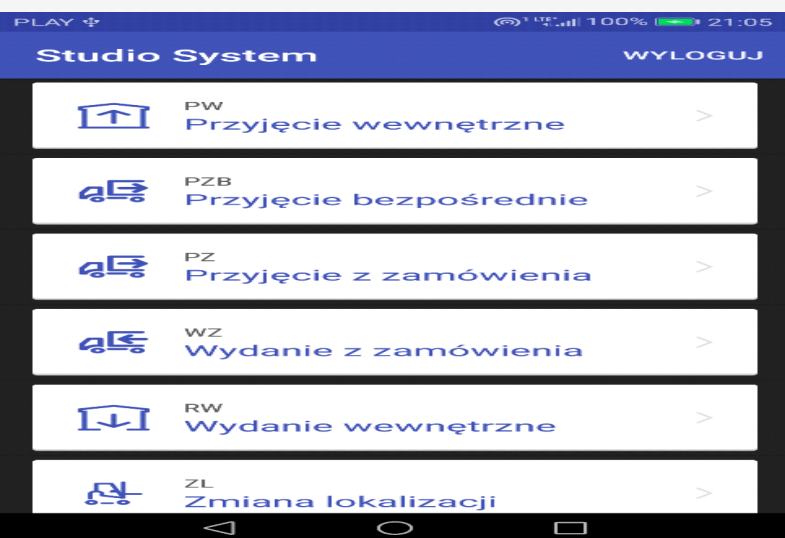 PLAY 100% 21:05
Studio System WYLOGUJ
PW
Przyjęcie wewnętrzne
PZB
Przyjęcie bezpośrednie
PZ
Przyjęcie z zamówienia
WZ
Wydanie z zamówienia
RW
Wydanie wewnętrzne
ZL
Zmiana lokalizacji